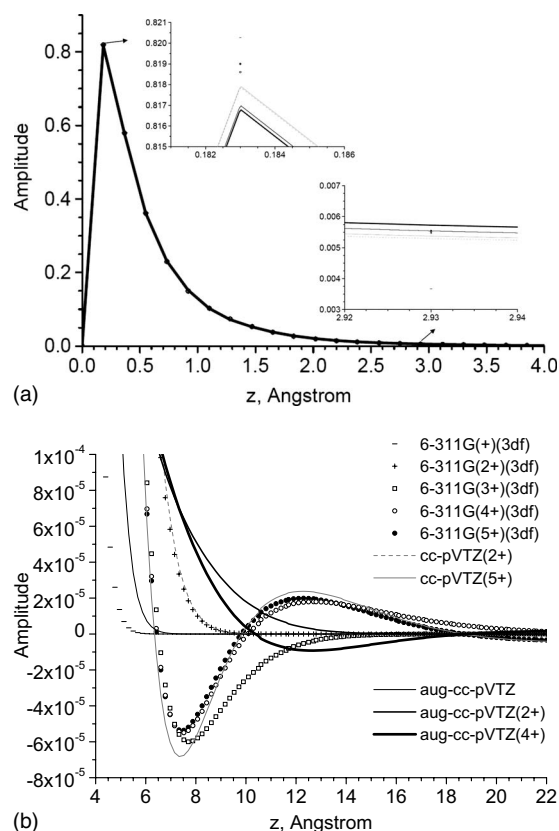 0.8
0.6
0.4
0.2
0.0
Amplitude
0.0 0.5 1.0 1.5 2.0 2.5 3.0 3.5 4.0
z, Angstrom
(a)
0.821
0.820
0.819
0.818
0.817
0.816
0.815
0.182 0.184 0.186
0.007
0.006
0.005
0.004
0.003
2.92 2.93 2.94
1x10⁻⁴
8x10⁻⁵
6x10⁻⁵
4x10⁻⁵
2x10⁻⁵
0
-2x10⁻⁵
-4x10⁻⁵
-6x10⁻⁵
-8x10⁻⁵
Amplitude
6-311G(+)(3df)
6-311G(2+)(3df)
6-311G(3+)(3df)
6-311G(4+)(3df)
6-311G(5+)(3df)
cc-pVTZ(2+)
cc-pVTZ(5+)
aug-cc-pVTZ
aug-cc-pVTZ(2+)
aug-cc-pVTZ(4+)
4 6 8 10 12 14 16 18 20 22
z, Angstrom
(b)